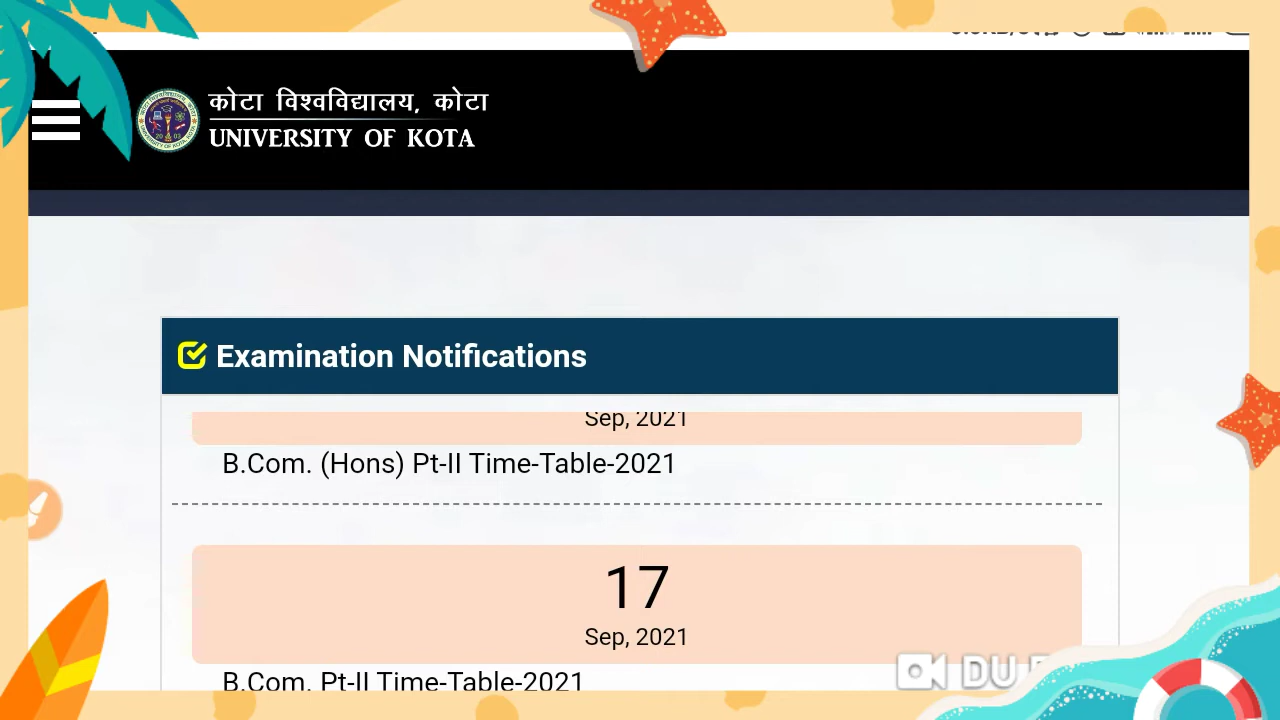 कोटा विश्वविद्यालय, कोटा
UNIVERSITY OF KOTA
Examination Notifications
Sep, 2021
B.Com. (Hons) Pt-II Time-Table-2021
17
Sep, 2021
B.Com. Pt-II Time-Table-2021
DU